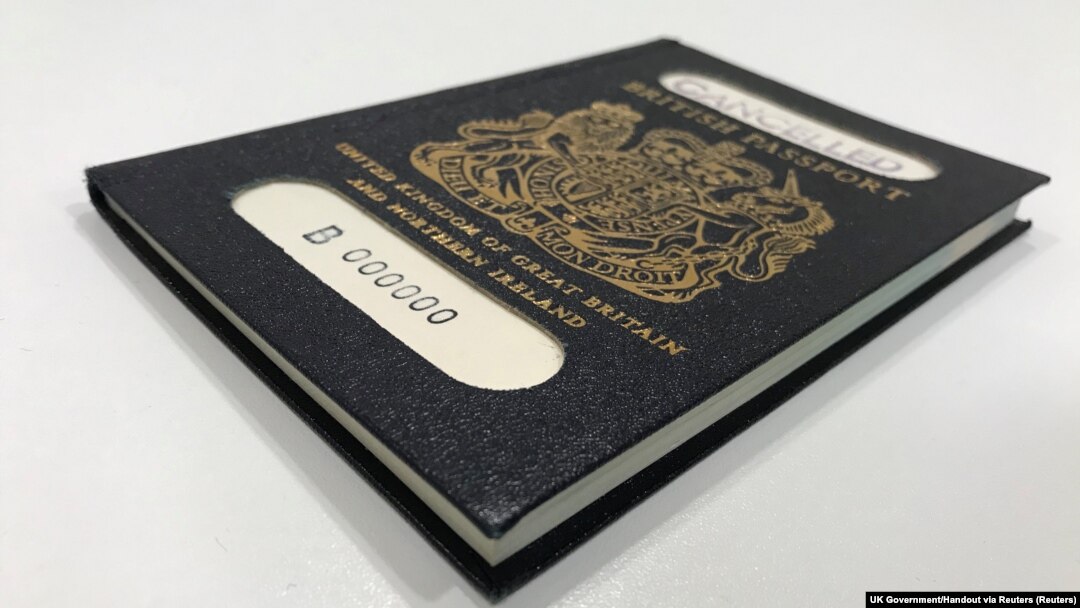 CANCELLED
BRITISH PASSPORT
DIEU ET MON DROIT
UNITED KINGDOM OF GREAT BRITAIN
AND NORTHERN IRELAND
B 000000
UK Government/Handout via Reuters (Reuters)